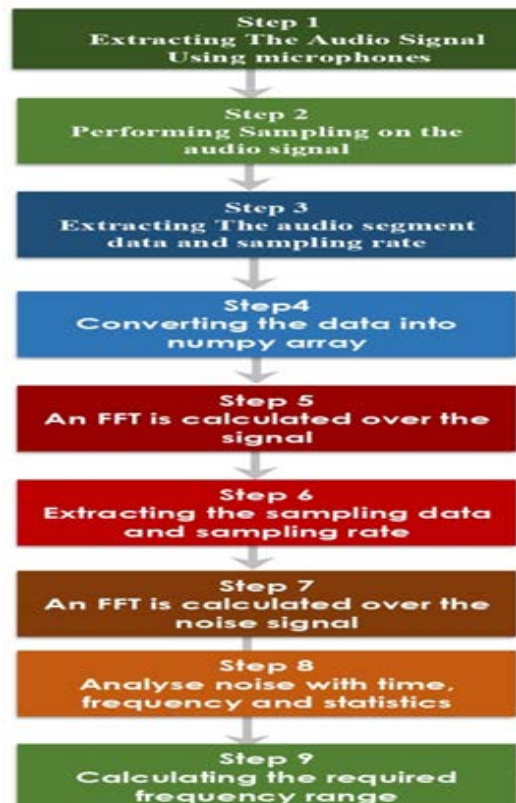 Step 1
Extracting The Audio Signal
Using microphones
Step 2
Performing Sampling on the
audio signal
Step 3
Extracting The audio segment
data and sampling rate
Step4
Converting the data into
numpy array
Step 5
An FFT is calculated over the
signal
Step 6
Extracting the sampling data
and sampling rate
Step 7
An FFT is calculated over the
noise signal
Step 8
Analyse noise with time,
frequency and statistics
Step 9
Calculating the required
frequency range